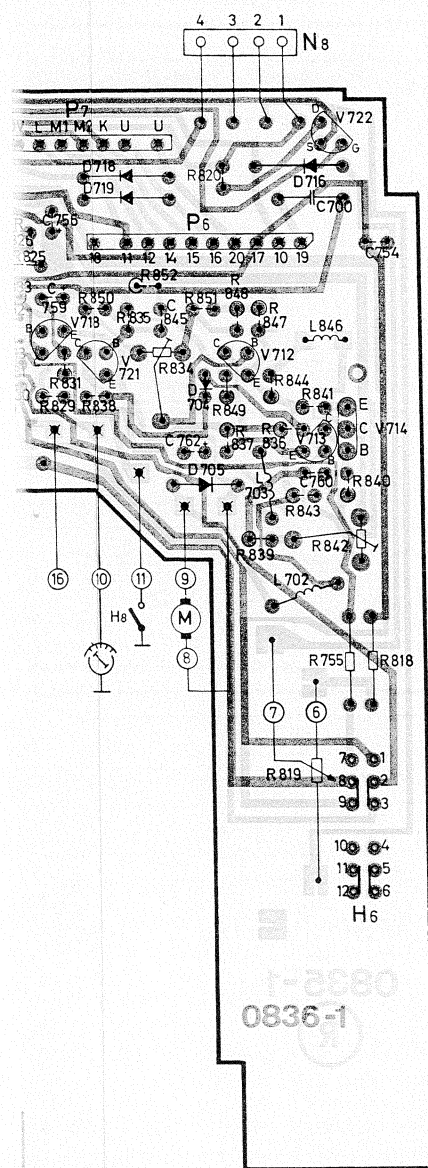 4 3 2 1 N8
P7
L M1 M2 K U U
D V722
S G
D718
R820
D716
D719
C700
C756
P6
C754
825
18 11 12 14 15 16 20 17 10 19
R852
C 759
R850
R835
C 845
R851
R 848
R 847
L846
B V718 E
C B V 721 E
R834
C B V712 E
R831
R844
D 704
R829
R838
R849
R841
E
C V714
B
C762
R 837
R 836
V713
E B
D705
L 703
C760
R840
R843
R839
R842
16 10 11 9
L702
H8
M
8
R755
R818
7 6
R819
7 1
8 2
9 3
10 4
11 5
12 6
H6
0835-1
0836-1
R